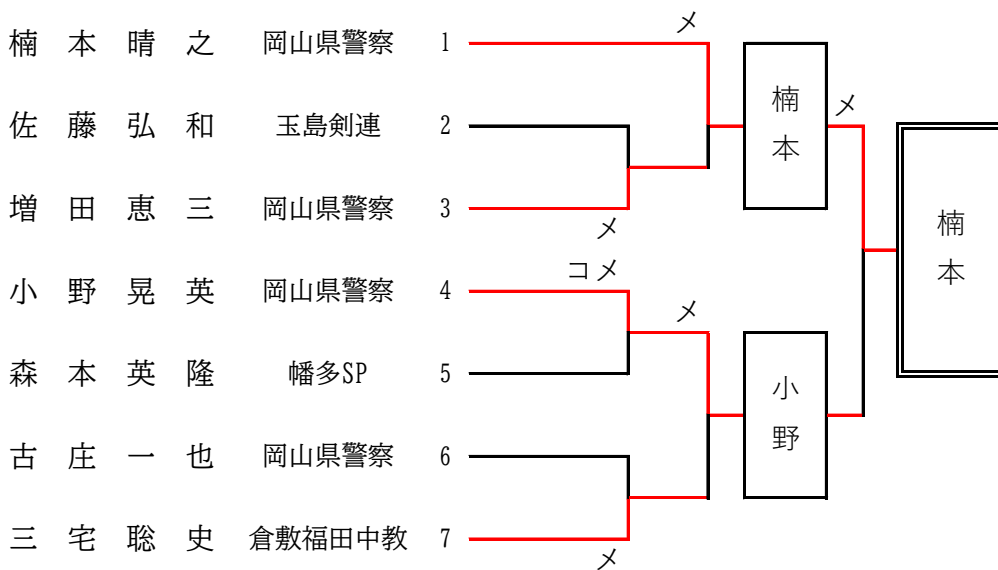 メ
楠本晴之 岡山県警察 1
楠本
メ
佐藤弘和 玉島剣連 2
増田恵三 岡山県警察 3
メ
楠本
コメ
小野晃英 岡山県警察 4
メ
森本英隆 幡多SP 5
小野
古庄一也 岡山県警察 6
三宅聡史 倉敷福田中教 7
メ